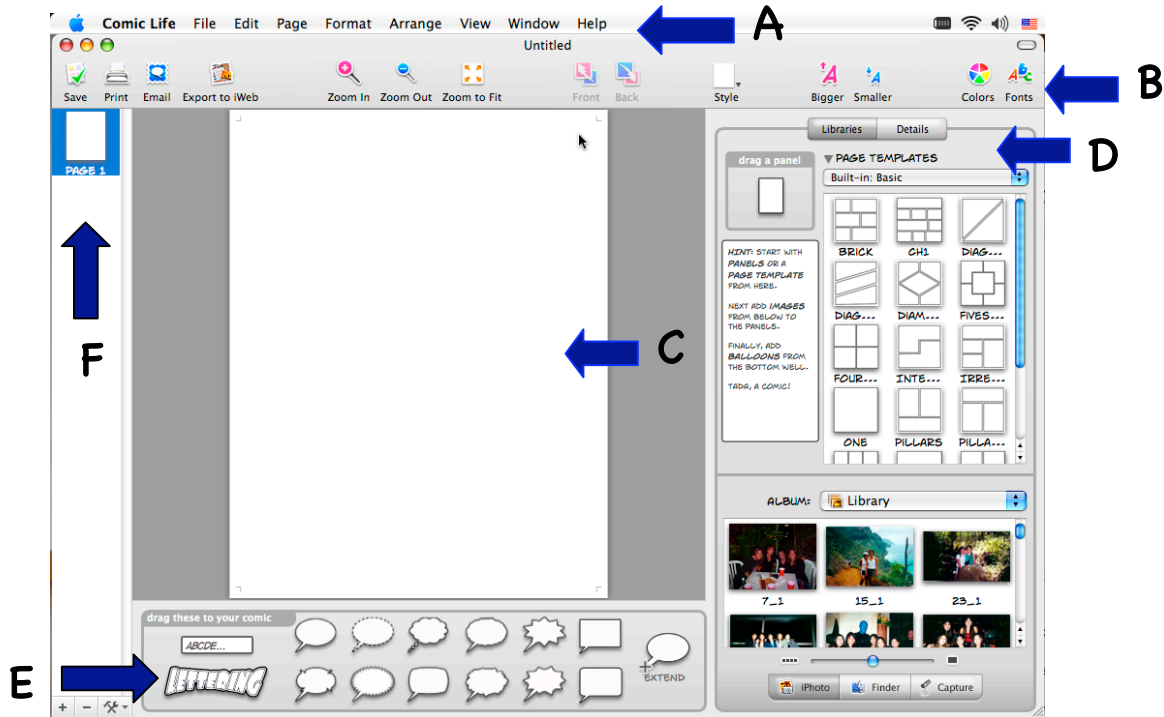 Comic Life File Edit Page Format Arrange View Window Help
A
Untitled
Save Print Email Export to iWeb Zoom In Zoom Out Zoom to Fit Front Back Style Bigger Smaller Colors Fonts
B
PAGE 1
Libraries Details
D
drag a panel
PAGE TEMPLATES
Built-in: Basic
HINT: START WITH
PANELS OR A
PAGE TEMPLATE
FROM HERE.
NEXT ADD IMAGES
FROM BELOW TO
THE PANELS.
FINALLY, ADD
BALLOONS FROM
THE BOTTOM WELL.
TADA, A COMIC!
BRICK CH1 DIAG...
DIAG... DIAM... FIVES...
FOUR... INTE... IRRE...
ONE PILLARS PILLA...
F
C
ALBUM: Library
7_1 15_1 23_1
drag these to your comic
ABCDE...
LETTERING
EXTEND
E
iPhoto Finder Capture